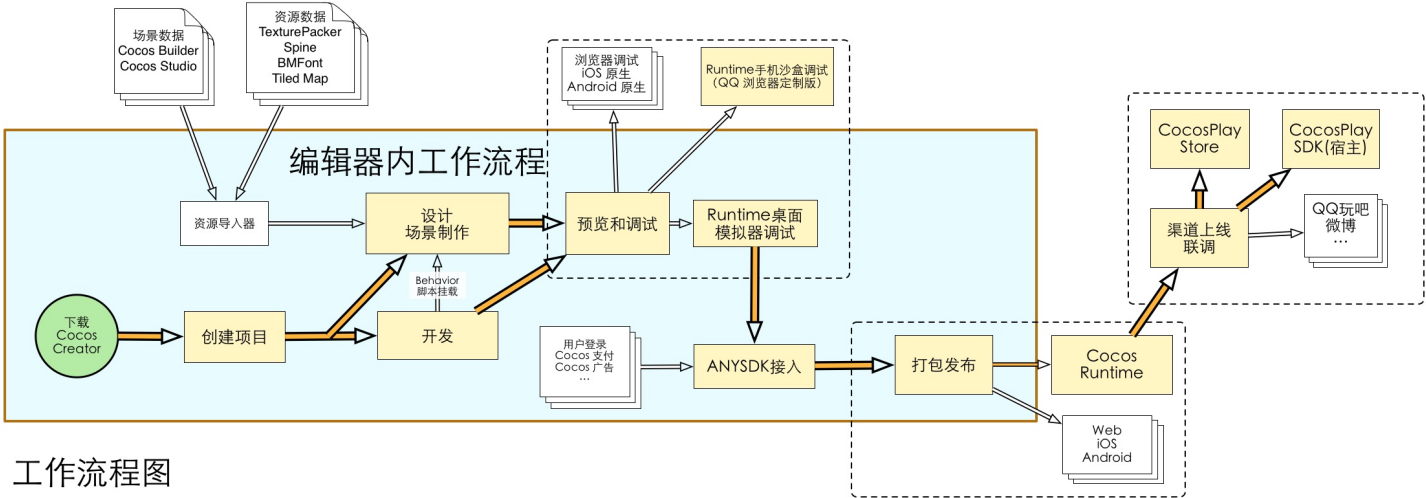 场景数据
Cocos Builder
Cocos Studio
资源数据
TexturePacker
Spine
BMFont
Tiled Map
浏览器调试
iOS 原生
Android 原生
Runtime手机沙盒调试
（QQ 浏览器定制版）
CocosPlay
Store
CocosPlay
SDK(宿主)
编辑器内工作流程
资源导入器
设计
场景制作
预览和调试
Runtime桌面
模拟器调试
渠道上线
联调
QQ玩吧
微博
...
Behavior
脚本挂载
下载
Cocos
Creator
创建项目
开发
用户登录
Cocos 支付
Cocos 广告
...
ANYSDK接入
打包发布
Cocos
Runtime
Web
iOS
Android
工作流程图